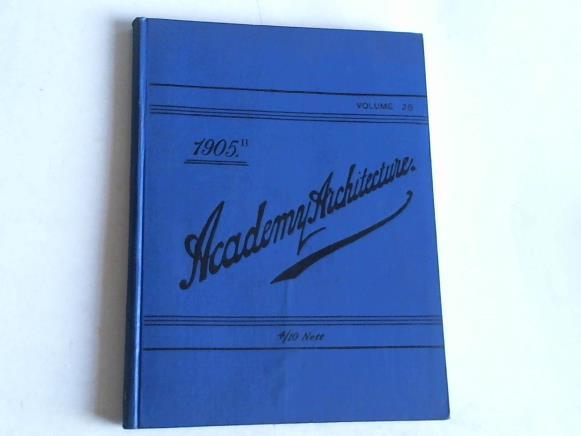 VOLUME 28
1905.II
Academy Architecture.
4/10 Nett